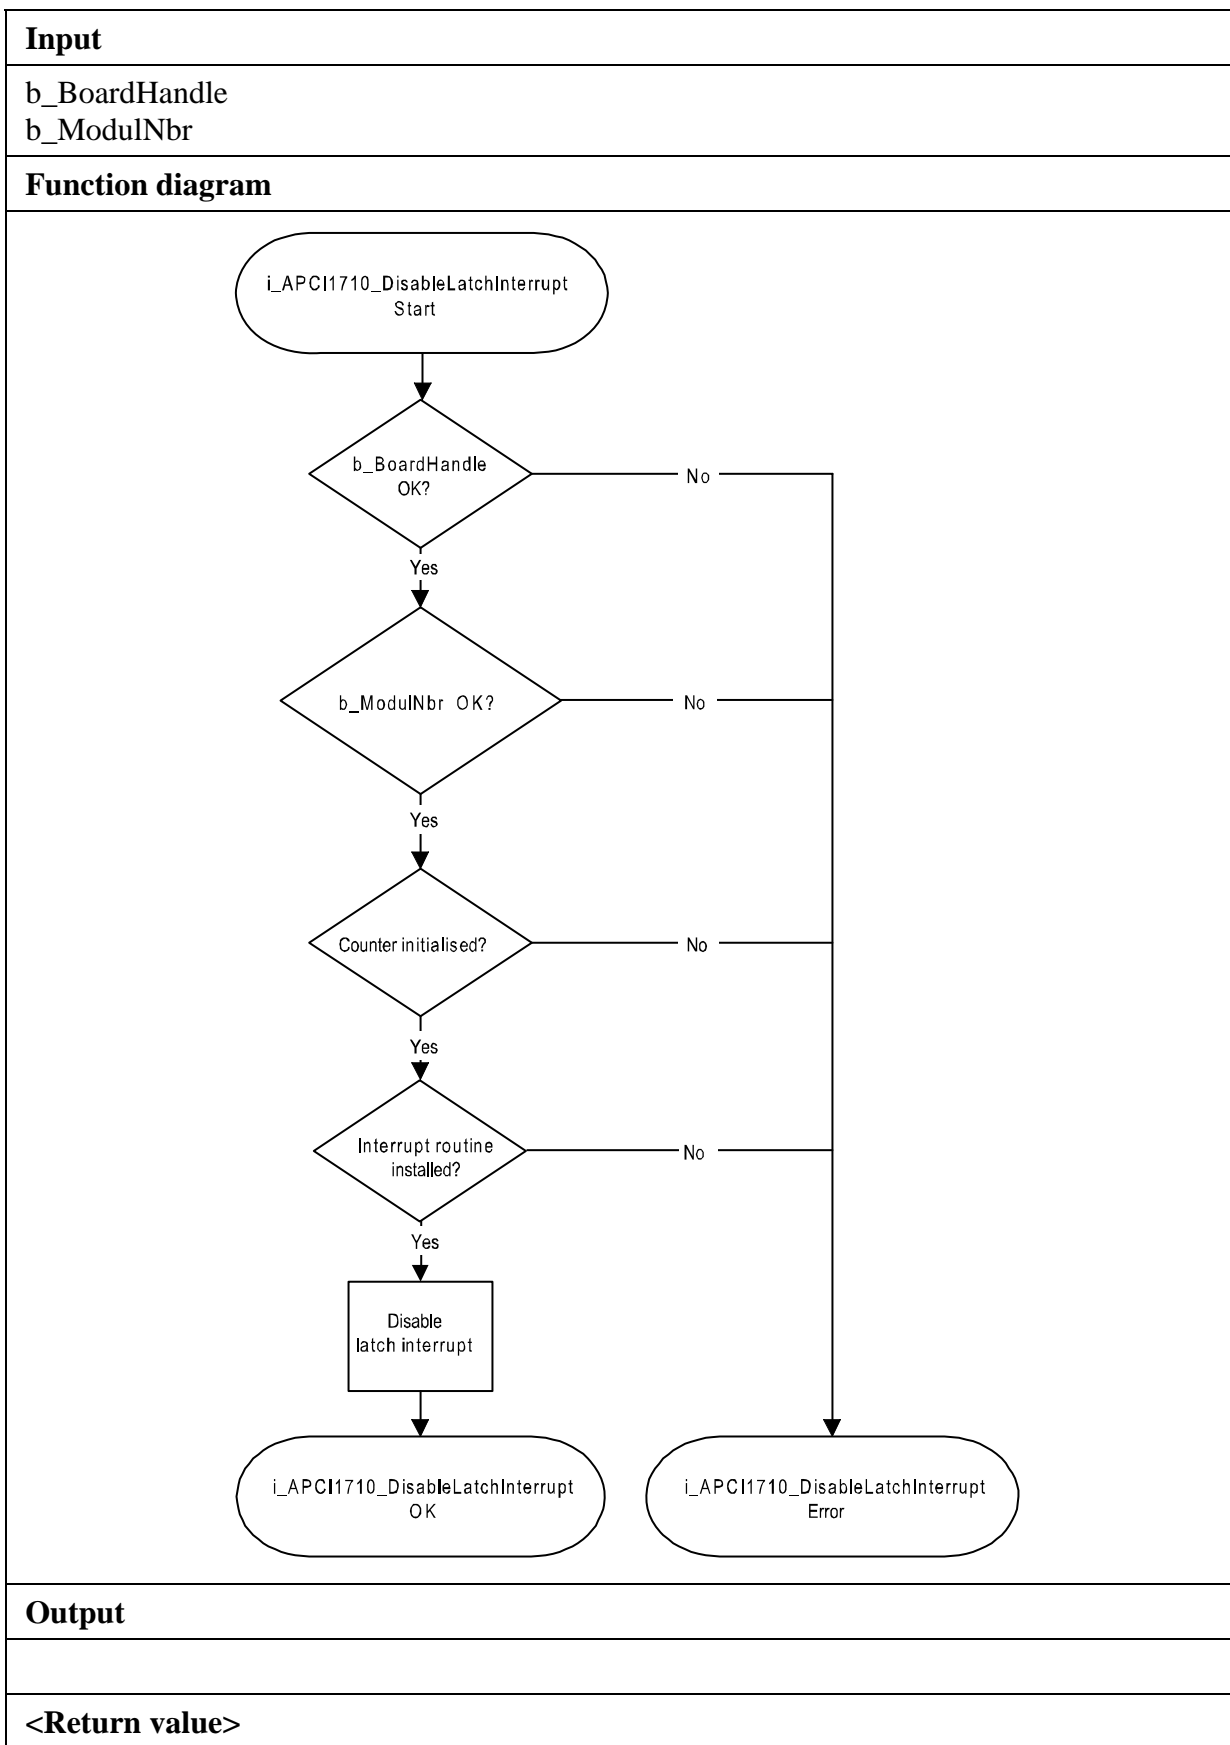 Input
b_BoardHandle
b_ModulNbr
Function diagram
i_APCI1710_DisableLatchInterrupt
Start
b_BoardHandle
OK?
No
Yes
b_ModulNbr OK?
No
Yes
Counter initialised?
No
Yes
Interrupt routine
installed?
No
Yes
Disable
latch interrupt
i_APCI1710_DisableLatchInterrupt
OK
i_APCI1710_DisableLatchInterrupt
Error
Output
<Return value>